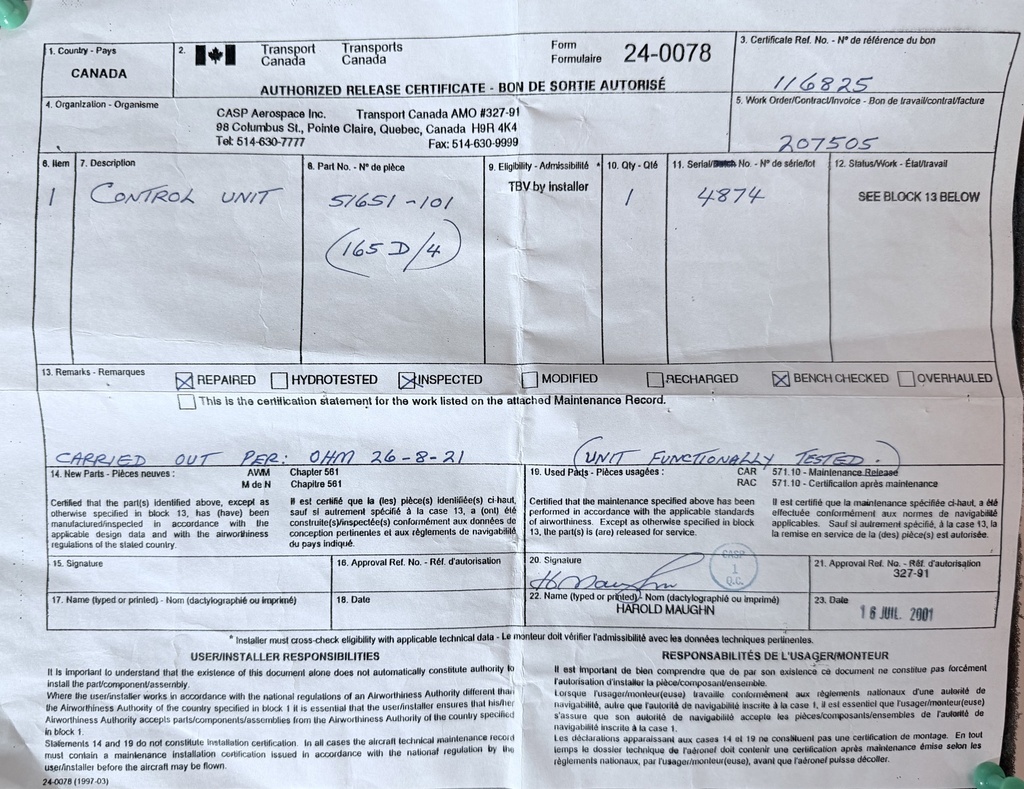 1. Country - Pays
CANADA
2.
Transport Canada
Transports Canada
Form
Formulaire
24-0078
AUTHORIZED RELEASE CERTIFICATE - BON DE SORTIE AUTORISÉ
3. Certificate Ref. No. - Nº de référence du bon
116825
4. Organization - Organisme
CASP Aerospace Inc. Transport Canada AMO #327-91
98 Columbus St., Pointe Claire, Quebec, Canada H9R 4K4
Tel: 514-630-7777 Fax: 514-630-9999
5. Work Order/Contract/Invoice - Bon de travail/contrat/facture
207505
6. Item
7. Description
8. Part No. - Nº de pièce
9. Eligibility - Admissibilité *
10. Qty - Qté
11. Serial/ No. - Nº de série/lot
12. Status/Work - État/travail
1
CONTROL UNIT
51651-101
(165 D/4)
TBV by installer
1
4874
SEE BLOCK 13 BELOW
13. Remarks - Remarques
REPAIRED HYDROTESTED INSPECTED MODIFIED RECHARGED BENCH CHECKED OVERHAULED
This is the certification statement for the work listed on the attached Maintenance Record.
CARRIED OUT PER: OHM 26-8-21 (UNIT FUNCTIONALLY TESTED.)
14. New Parts - Pièces neuves : AWM Chapter 561
M de N Chapitre 561
Certified that the part(s) identified above, except as
otherwise specified in block 13, has (have) been
manufactured/inspected in accordance with the
applicable design data and with the airworthiness
regulations of the stated country.
Il est certifié que la (les) pièce(s) identifiée(s) ci-haut,
sauf si autrement spécifié à la case 13, a (ont) été
construite(s)/inspectée(s) conformément aux données de
conception pertinentes et aux règlements de navigabilité
du pays indiqué.
19. Used Parts - Pièces usagées : CAR 571.10 - Maintenance Release
RAC 571.10 - Certification après maintenance
Certified that the maintenance specified above has been
performed in accordance with the applicable standards
of airworthiness. Except as otherwise specified in block
13, the part(s) is (are) released for service.
Il est certifié que la maintenance spécifiée ci-haut, a été
effectuée conformément aux normes de navigabilité
applicables. Sauf si autrement spécifié, à la case 13, la
la remise en service de la (des) pièce(s) est autorisée.
15. Signature
16. Approval Ref. No. - Réf. d'autorisation
20. Signature
CASP
1
Q.C.
21. Approval Ref. No. - Réf. d'autorisation
327-91
17. Name (typed or printed) - Nom (dactylographié ou imprimé)
18. Date
22. Name (typed or printed) - Nom (dactylographié ou imprimé)
HAROLD MAUGHN
23. Date
16 JUIL. 2001
* Installer must cross-check eligibility with applicable technical data - Le monteur doit vérifier l'admissibilité avec les données techniques pertinentes.
USER/INSTALLER RESPONSIBILITIES
It is important to understand that the existence of this document alone does not automatically constitute authority to
install the part/component/assembly.
Where the user/installer works in accordance with the national regulations of an Airworthiness Authority different than
the Airworthiness Authority of the country specified in block 1 it is essential that the user/installer ensures that his/her
Airworthiness Authority accepts parts/components/assemblies from the Airworthiness Authority of the country specified
in block 1.
Statements 14 and 19 do not constitute installation certification. In all cases the aircraft technical maintenance record
must contain a maintenance installation certification issued in accordance with the national regulation by the
user/installer before the aircraft may be flown.
24-0078 (1997-03)
RESPONSABILITÉS DE L'USAGER/MONTEUR
Il est important de bien comprendre que de par son existence ce document ne constitue pas forcément
l'autorisation d'installer la pièce/composant/ensemble.
Lorsque l'usager/monteur(euse) travaille conformément aux règlements nationaux d'une autorité de
navigabilité, autre que l'autorité de navigabilité inscrite à la case 1, il est essentiel que l'usager/monteur(euse)
s'assure que son autorité de navigabilité accepte les pièces/composants/ensembles de l'autorité de
navigabilité inscrite à la case 1.
Les déclarations apparaissant aux cases 14 et 19 ne constituent pas une certification de montage. En tout
temps le dossier technique de l'aéronef doit contenir une certification après maintenance émise selon les
règlements nationaux, par l'usager/monteur(euse), avant que l'aéronef puisse décoller.